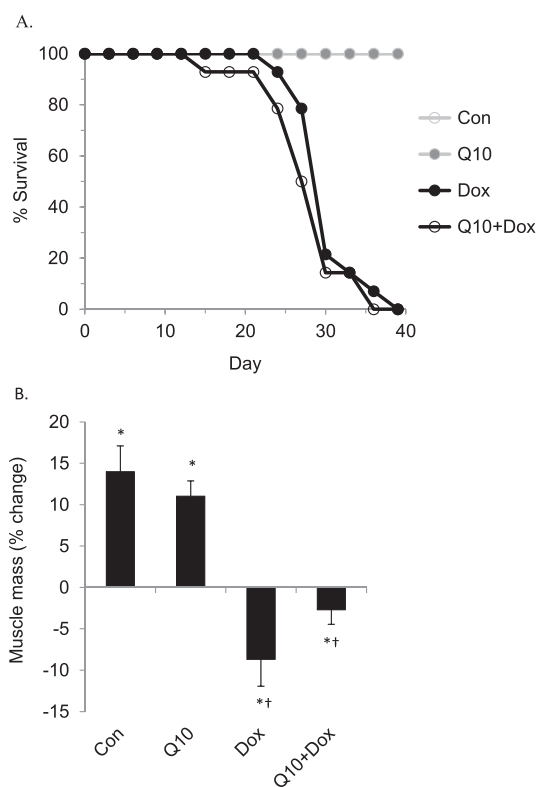 A.
100
80
60
40
20
0
% Survival
0 10 20 30 40
Day
Con
Q10
Dox
Q10+Dox
B.
20
15
10
5
0
-5
-10
-15
Muscle mass (% change)
* *
*† *†
Con Q10 Dox Q10+Dox